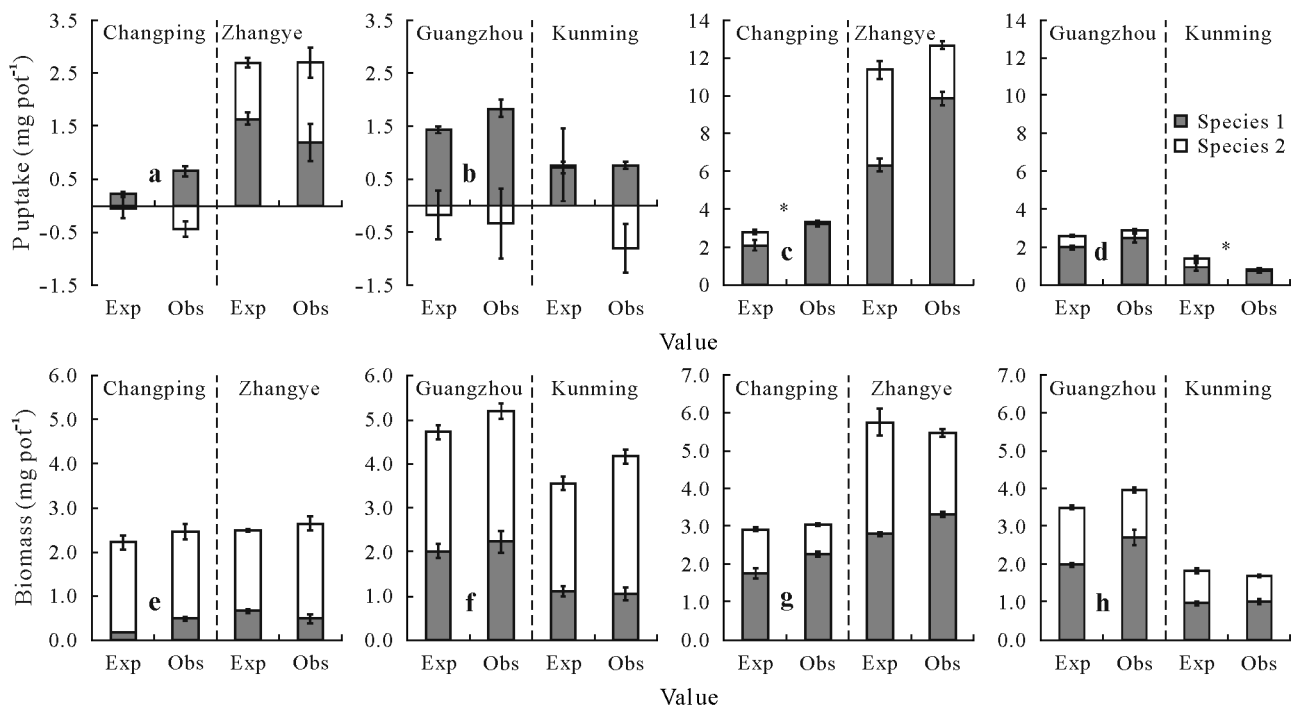 P uptake (mg pot-1)
3.5
2.5
1.5
0.5
-0.5
-1.5
Changping Zhangye
a
Exp Obs Exp Obs
3.5
2.5
1.5
0.5
-0.5
-1.5
Guangzhou Kunming
b
Exp Obs Exp Obs
14
12
10
8
6
4
2
0
Changping Zhangye
*
c
Exp Obs Exp Obs
14
12
10
8
6
4
2
0
Guangzhou Kunming
Species 1
Species 2
*
d
Exp Obs Exp Obs
Value
Biomass (mg pot-1)
6.0
5.0
4.0
3.0
2.0
1.0
0.0
Changping Zhangye
e
Exp Obs Exp Obs
6.0
5.0
4.0
3.0
2.0
1.0
0.0
Guangzhou Kunming
f
Exp Obs Exp Obs
7.0
6.0
5.0
4.0
3.0
2.0
1.0
0.0
Changping Zhangye
g
Exp Obs Exp Obs
7.0
6.0
5.0
4.0
3.0
2.0
1.0
0.0
Guangzhou Kunming
h
Exp Obs Exp Obs
Value